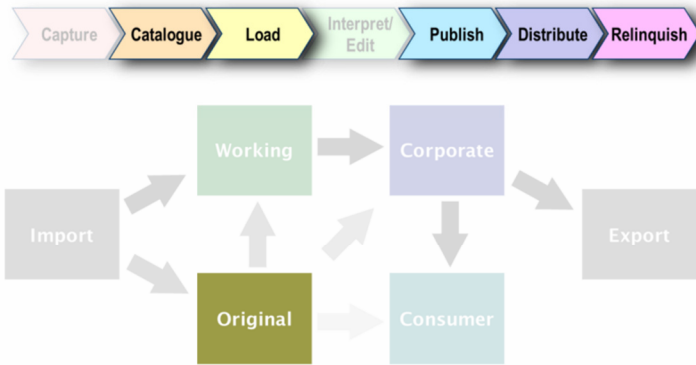 Capture
Catalogue
Load
Interpret/
Edit
Publish
Distribute
Relinquish
Working
Corporate
Import
Export
Original
Consumer